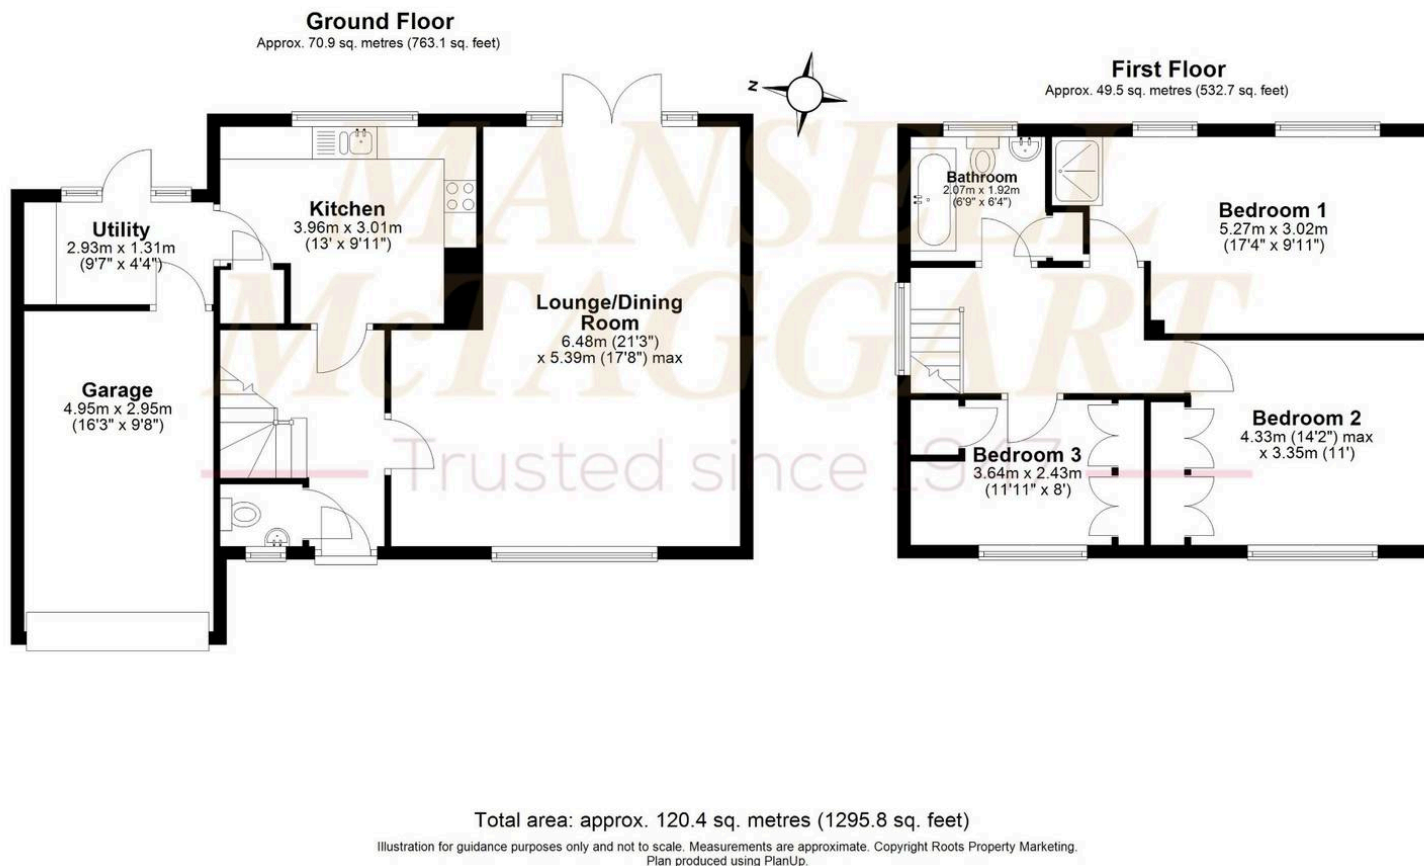 Ground Floor
Approx. 70.9 sq. metres (763.1 sq. feet)
N
First Floor
Approx. 49.5 sq. metres (532.7 sq. feet)
MANSELL
McTAGGART
Trusted since 1947
Utility
2.93m x 1.31m
(9'7" x 4'4")
Kitchen
3.96m x 3.01m
(13' x 9'11")
Lounge/Dining
Room
6.48m (21'3")
x 5.39m (17'8") max
Garage
4.95m x 2.95m
(16'3" x 9'8")
Bathroom
2.07m x 1.92m
(6'9" x 6'4")
Bedroom 1
5.27m x 3.02m
(17'4" x 9'11")
Bedroom 2
4.33m (14'2") max
x 3.35m (11')
Bedroom 3
3.64m x 2.43m
(11'11" x 8')
Total area: approx. 120.4 sq. metres (1295.8 sq. feet)
Illustration for guidance purposes only and not to scale. Measurements are approximate. Copyright Roots Property Marketing.
Plan produced using PlanUp.